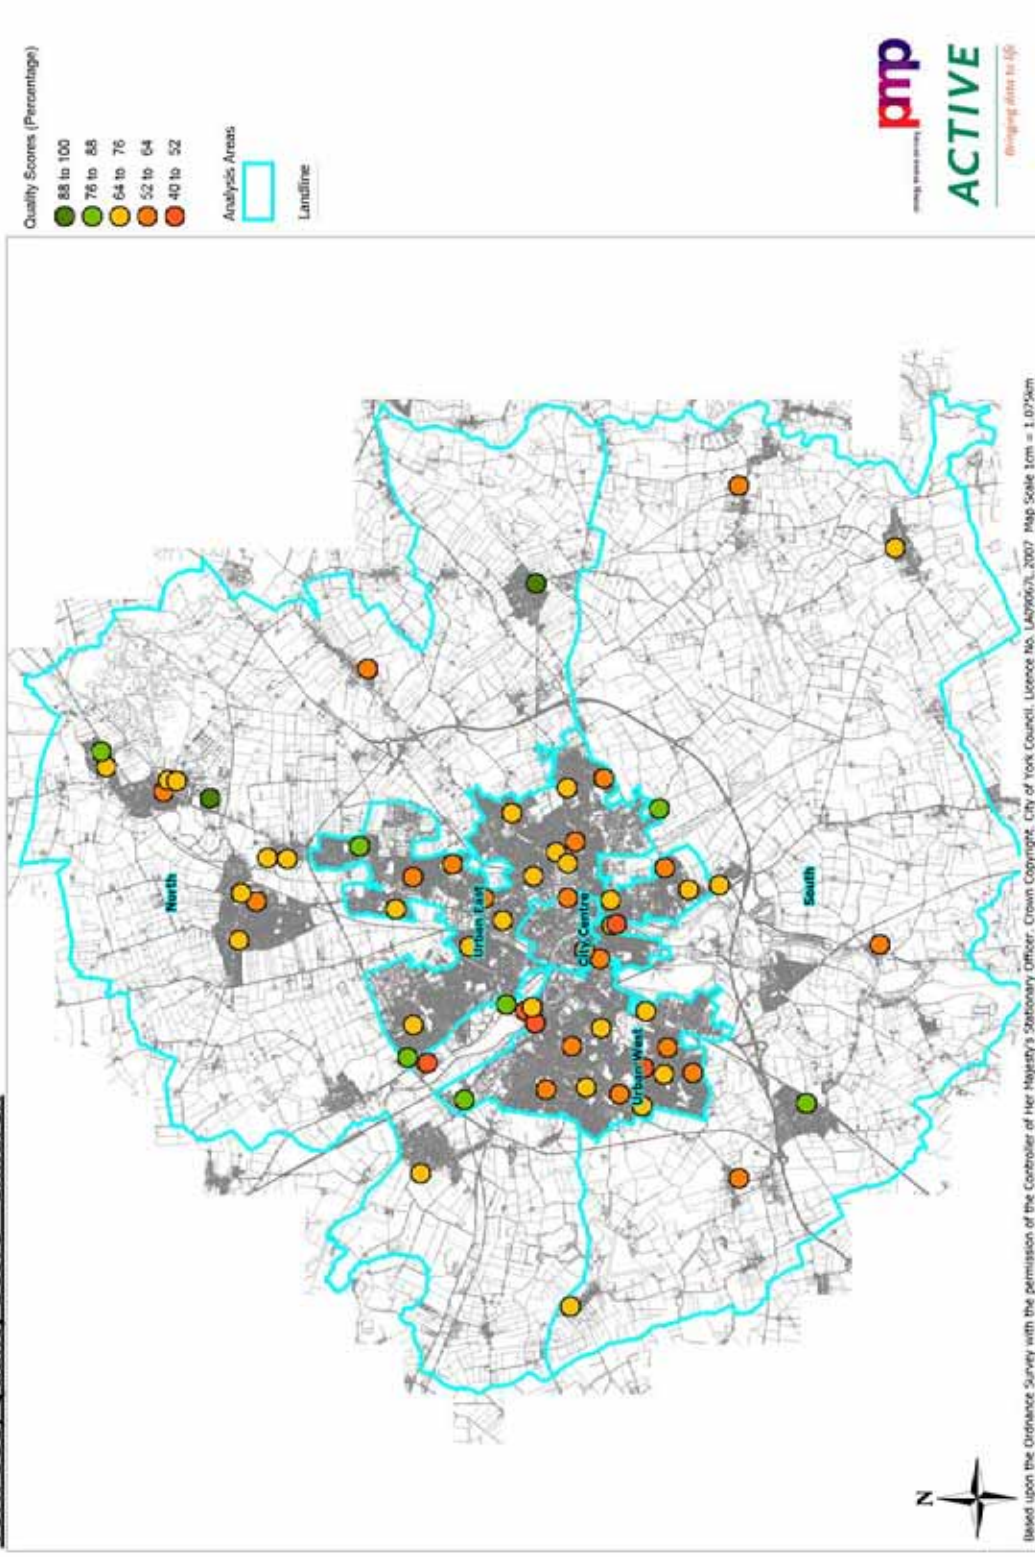 Quality Scores (Percentage)
88 to 100
76 to 88
64 to 76
52 to 64
40 to 52
Analysis Areas
Landline
pmp
ACTIVE
Bringing data to life
North
Urban East
City Centre
Urban West
South
N
Based upon the Ordnance Survey with the permission of the Controller of Her Majesty's Stationary Office. © Crown Copyright. City of York Council, Licence No. 2007 Map Scale 1cm = 1.075km